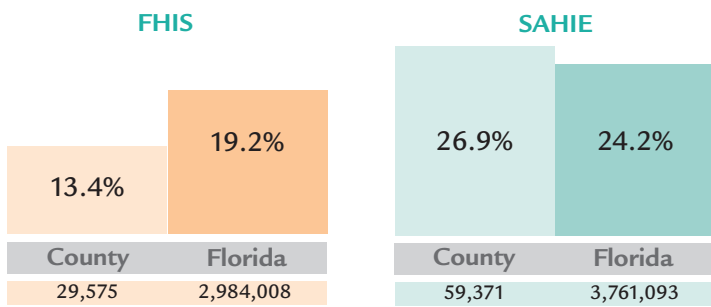 FHIS
13.4%
19.2%
County Florida
29,575 2,984,008
SAHIE
26.9%
24.2%
County Florida
59,371 3,761,093